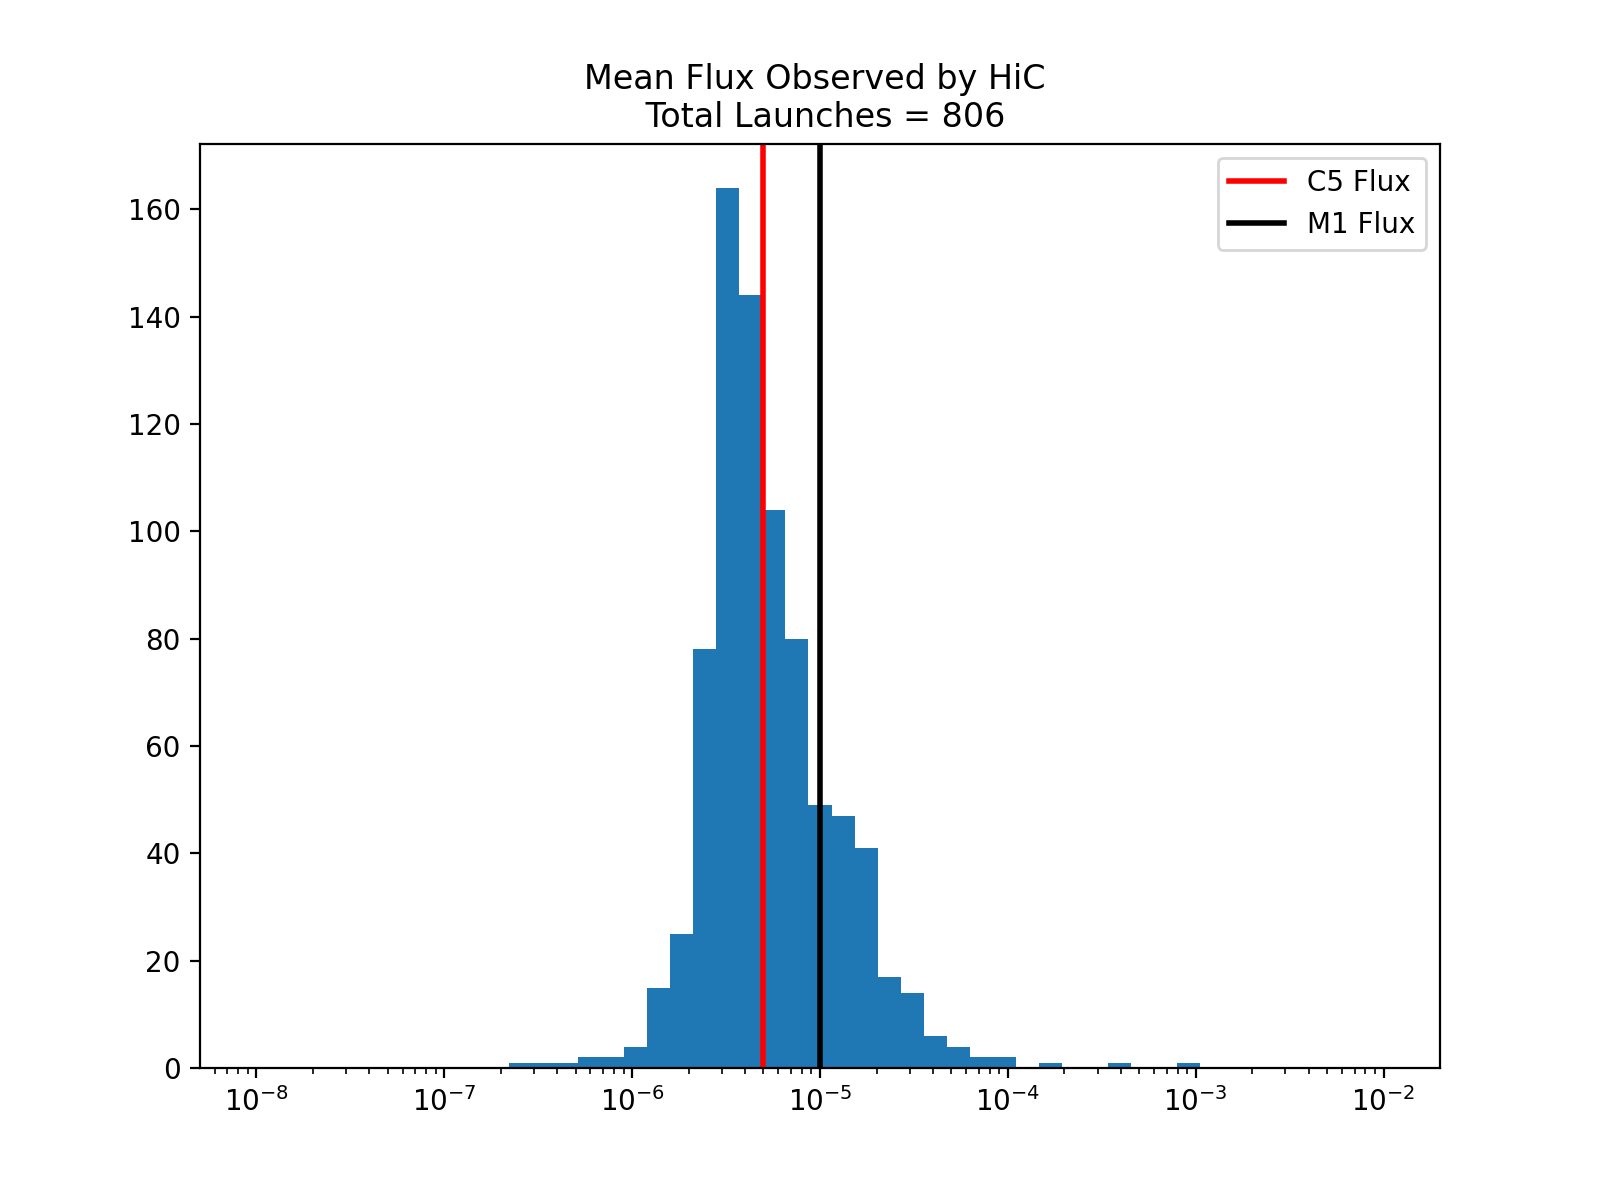 Mean Flux Observed by HiC
Total Launches = 806
C5 Flux
M1 Flux
160
140
120
100
80
60
40
20
0
10⁻⁸ 10⁻⁷ 10⁻⁶ 10⁻⁵ 10⁻⁴ 10⁻³ 10⁻²